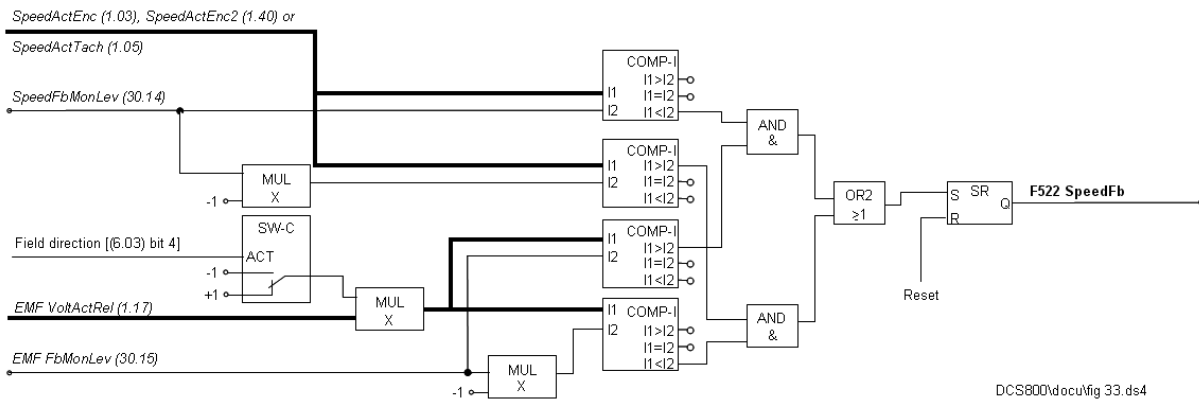 SpeedActEnc (1.03), SpeedActEnc2 (1.40) or
SpeedActTach (1.05)
SpeedFbMonLev (30.14)
-1
MUL
X
Field direction [(6.03) bit 4]
SW-C
ACT
-1
+1
EMF VoltActRel (1.17)
MUL
X
EMF FbMonLev (30.15)
-1
MUL
X
COMP-I
I1>I2
I1
I1=I2
I2
I1<I2
COMP-I
I1
I1>I2
I2
I1=I2
I1<I2
COMP-I
I1
I1>I2
I2
I1=I2
I1<I2
COMP-I
I1
I1>I2
I2
I1=I2
I1<I2
AND
&
AND
&
OR2
≥1
S
SR
Q
R
Reset
F522 SpeedFb
DCS800\docu\fig 33.ds4